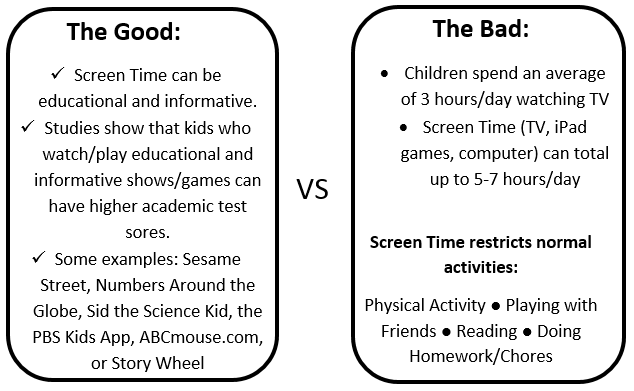 The Good:
✓ Screen Time can be
educational and informative.
✓ Studies show that kids who
watch/play educational and
informative shows/games can
have higher academic test
sores.
✓ Some examples: Sesame
Street, Numbers Around the
Globe, Sid the Science Kid, the
PBS Kids App, ABCmouse.com,
or Story Wheel
VS
The Bad:
• Children spend an average
of 3 hours/day watching TV
• Screen Time (TV, iPad
games, computer) can total
up to 5-7 hours/day
Screen Time restricts normal
activities:
Physical Activity ● Playing with
Friends ● Reading ● Doing
Homework/Chores